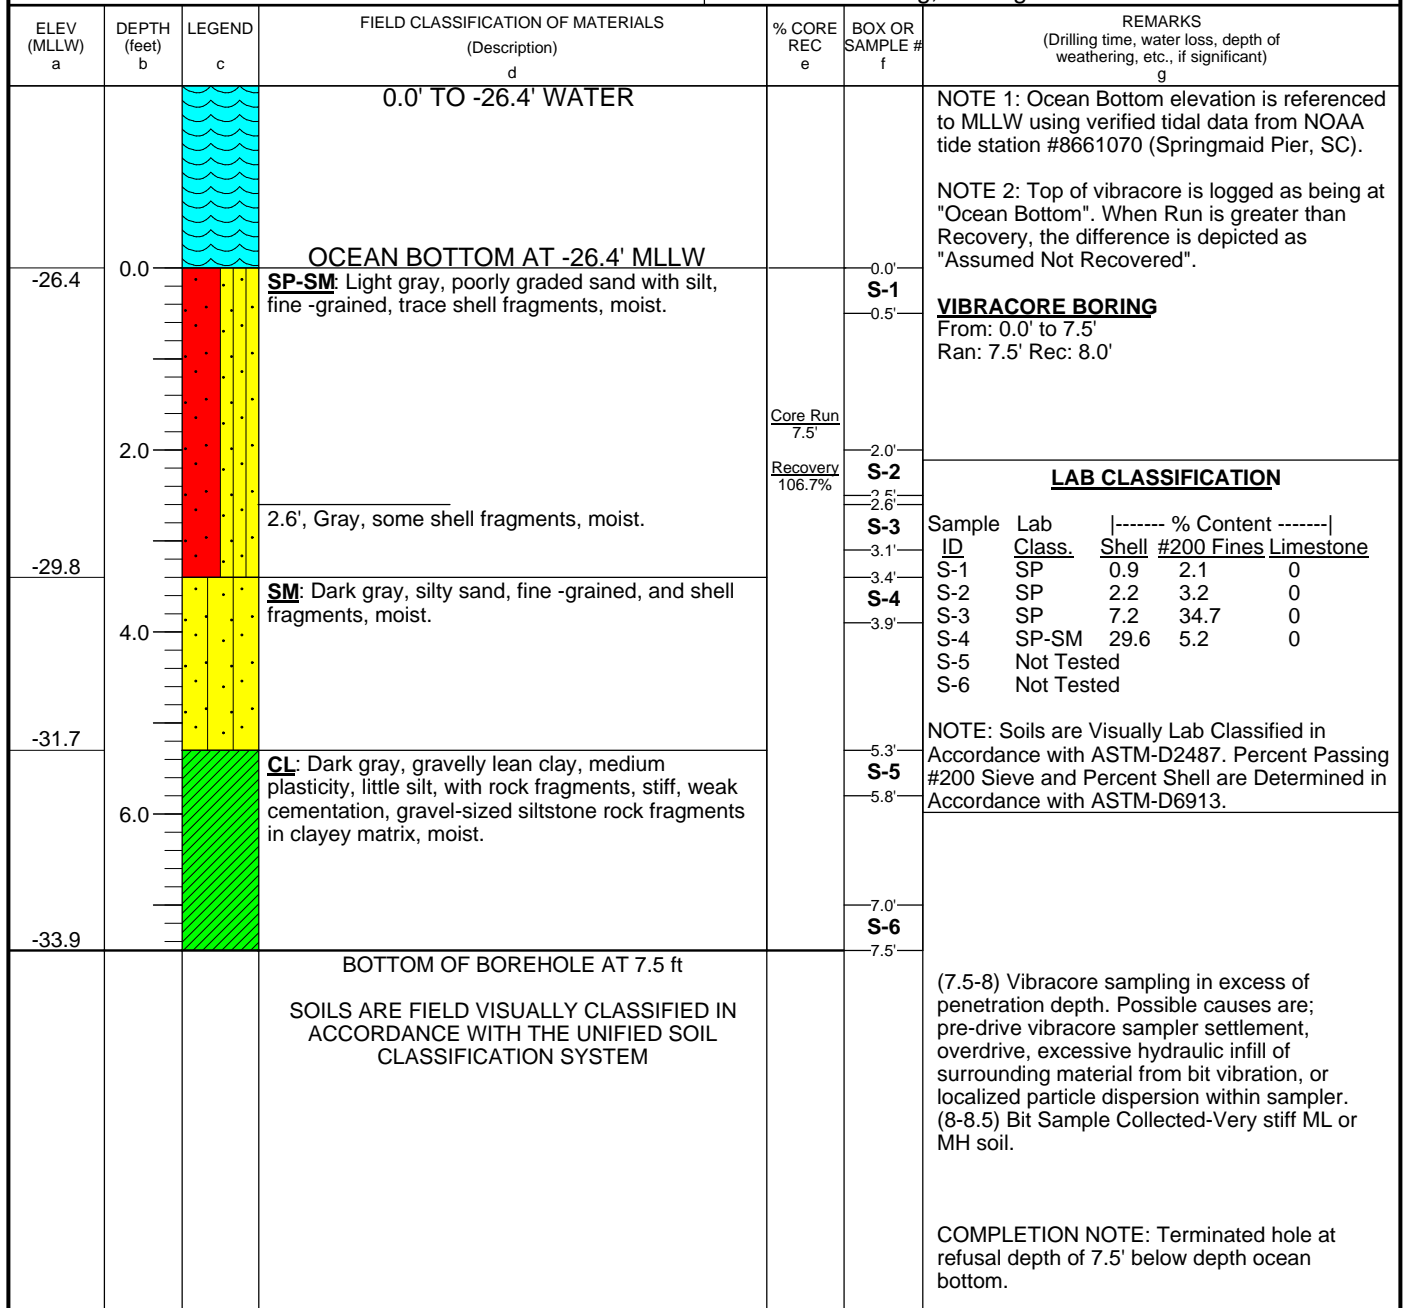 ELEV (MLLW) a
DEPTH (feet) b
LEGEND c
FIELD CLASSIFICATION OF MATERIALS
(Description)
d
% CORE REC e
BOX OR SAMPLE # f
REMARKS
(Drilling time, water loss, depth of
weathering, etc., if significant)
g
0.0' TO -26.4' WATER
OCEAN BOTTOM AT -26.4' MLLW
-26.4
0.0
SP-SM: Light gray, poorly graded sand with silt,
fine -grained, trace shell fragments, moist.
2.0
2.6', Gray, some shell fragments, moist.
-29.8
SM: Dark gray, silty sand, fine -grained, and shell
fragments, moist.
4.0
-31.7
CL: Dark gray, gravelly lean clay, medium
plasticity, little silt, with rock fragments, stiff, weak
cementation, gravel-sized siltstone rock fragments
in clayey matrix, moist.
6.0
-33.9
BOTTOM OF BOREHOLE AT 7.5 ft
SOILS ARE FIELD VISUALLY CLASSIFIED IN
ACCORDANCE WITH THE UNIFIED SOIL
CLASSIFICATION SYSTEM
Core Run
7.5'
Recovery
106.7%
0.0'
S-1
0.5'
2.0'
S-2
2.5'
2.6'
S-3
3.1'
3.4'
S-4
3.9'
5.3'
S-5
5.8'
7.0'
S-6
7.5'
NOTE 1: Ocean Bottom elevation is referenced
to MLLW using verified tidal data from NOAA
tide station #8661070 (Springmaid Pier, SC).
NOTE 2: Top of vibracore is logged as being at
"Ocean Bottom". When Run is greater than
Recovery, the difference is depicted as
"Assumed Not Recovered".
VIBRACORE BORING
From: 0.0' to 7.5'
Ran: 7.5' Rec: 8.0'
LAB CLASSIFICATION
Sample Lab |------- % Content -------|
ID Class. Shell #200 Fines Limestone
S-1 SP 0.9 2.1 0
S-2 SP 2.2 3.2 0
S-3 SP 7.2 34.7 0
S-4 SP-SM 29.6 5.2 0
S-5 Not Tested
S-6 Not Tested
NOTE: Soils are Visually Lab Classified in
Accordance with ASTM-D2487. Percent Passing
#200 Sieve and Percent Shell are Determined in
Accordance with ASTM-D6913.
(7.5-8) Vibracore sampling in excess of
penetration depth. Possible causes are;
pre-drive vibracore sampler settlement,
overdrive, excessive hydraulic infill of
surrounding material from bit vibration, or
localized particle dispersion within sampler.
(8-8.5) Bit Sample Collected-Very stiff ML or
MH soil.
COMPLETION NOTE: Terminated hole at
refusal depth of 7.5' below depth ocean
bottom.